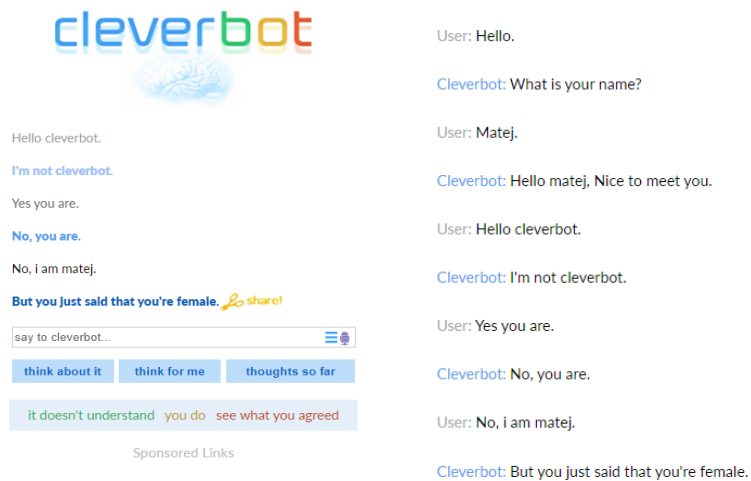 cleverbot
Hello cleverbot.
I'm not cleverbot.
Yes you are.
No, you are.
No, i am matej.
But you just said that you're female. share!
say to cleverbot...
think about it think for me thoughts so far
it doesn't understand you do see what you agreed
Sponsored Links
User: Hello.
Cleverbot: What is your name?
User: Matej.
Cleverbot: Hello matej, Nice to meet you.
User: Hello cleverbot.
Cleverbot: I'm not cleverbot.
User: Yes you are.
Cleverbot: No, you are.
User: No, i am matej.
Cleverbot: But you just said that you're female.